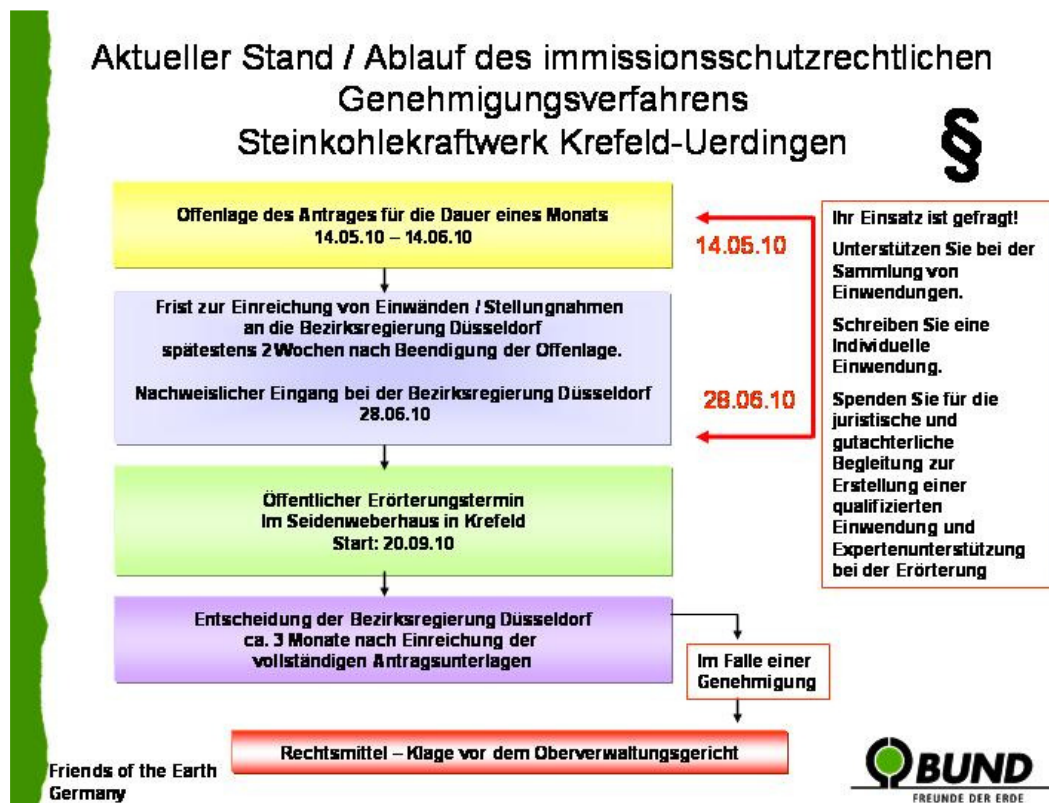 Aktueller Stand / Ablauf des immissionsschutzrechtlichen
Genehmigungsverfahrens
Steinkohlekraftwerk Krefeld-Uerdingen
§
Offenlage des Antrages für die Dauer eines Monats
14.05.10 – 14.06.10
Frist zur Einreichung von Einwänden / Stellungnahmen
an die Bezirksregierung Düsseldorf
spätestens 2 Wochen nach Beendigung der Offenlage.
Nachweislicher Eingang bei der Bezirksregierung Düsseldorf
28.06.10
Öffentlicher Erörterungstermin
Im Seidenweberhaus in Krefeld
Start: 20.09.10
Entscheidung der Bezirksregierung Düsseldorf
ca. 3 Monate nach Einreichung der
vollständigen Antragsunterlagen
14.05.10
28.06.10
Ihr Einsatz ist gefragt!
Unterstützen Sie bei der
Sammlung von
Einwendungen.
Schreiben Sie eine
Individuelle
Einwendung.
Spenden Sie für die
juristische und
gutachterliche
Begleitung zur
Erstellung einer
qualifizierten
Einwendung und
Expertenunterstützung
bei der Erörterung
Im Falle einer
Genehmigung
Rechtsmittel – Klage vor dem Oberverwaltungsgericht
Friends of the Earth
Germany
BUND
FREUNDE DER ERDE